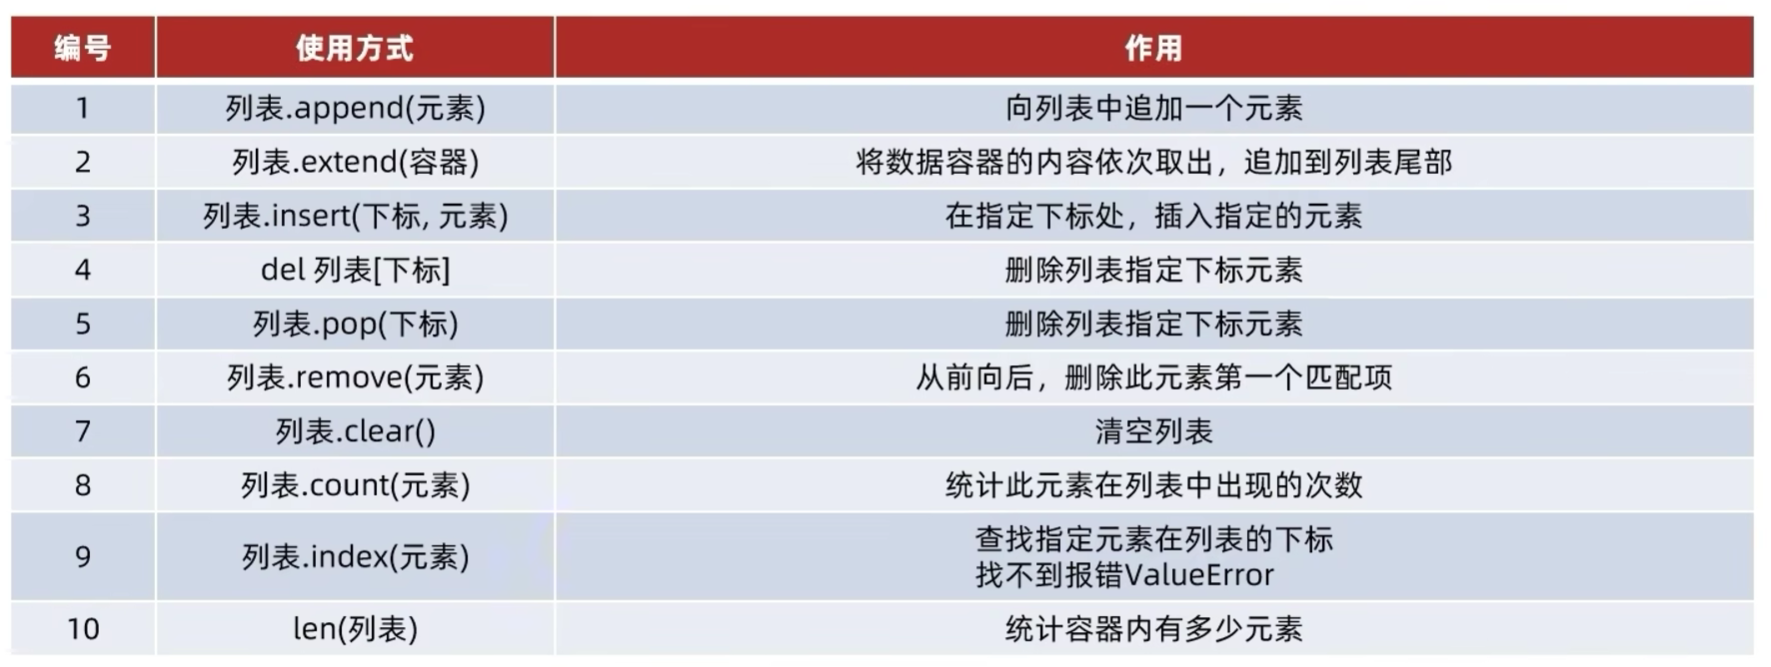 编号 使用方式 作用
1 列表.append(元素) 向列表中追加一个元素
2 列表.extend(容器) 将数据容器的内容依次取出，追加到列表尾部
3 列表.insert(下标, 元素) 在指定下标处，插入指定的元素
4 del 列表[下标] 删除列表指定下标元素
5 列表.pop(下标) 删除列表指定下标元素
6 列表.remove(元素) 从前向后，删除此元素第一个匹配项
7 列表.clear() 清空列表
8 列表.count(元素) 统计此元素在列表中出现的次数
9 列表.index(元素) 查找指定元素在列表的下标
找不到报错ValueError
10 len(列表) 统计容器内有多少元素